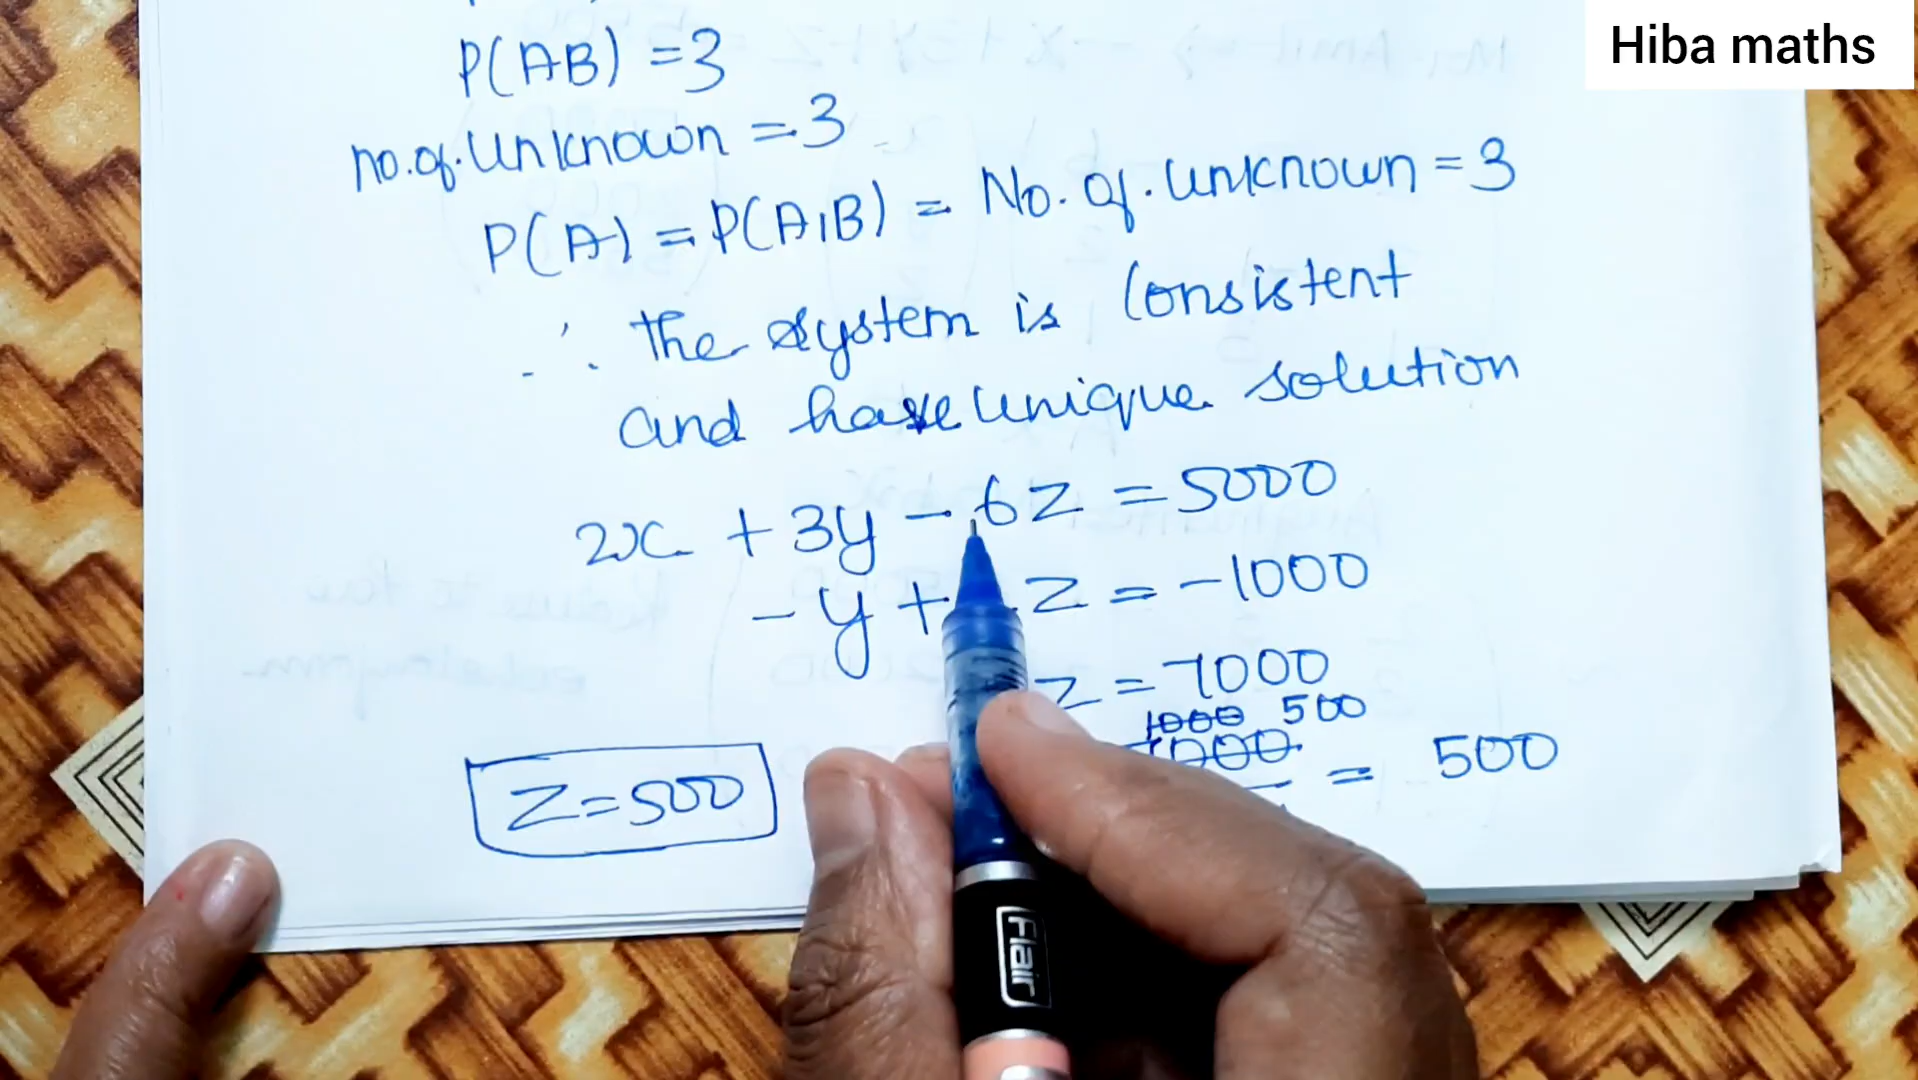 Hiba maths
P(AB) = 3
no. of. unknown = 3
P(A) = P(A,B) = No. of. unknown = 3
∴ the system is consistent
and have unique solution
2x + 3y - 6z = 5000
- y + z = -1000
z = 7000
1000 500
7000 = 500
z = 500
Flair